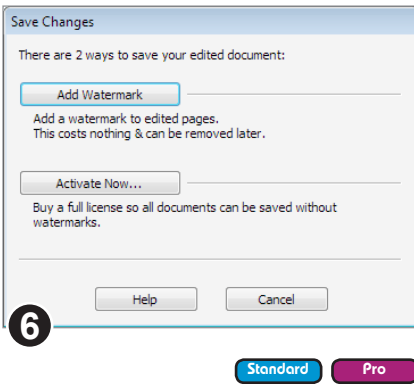 Save Changes
There are 2 ways to save your edited document:
Add Watermark
Add a watermark to edited pages.
This costs nothing & can be removed later.
Activate Now...
Buy a full license so all documents can be saved without
watermarks.
Help Cancel
6
Standard Pro